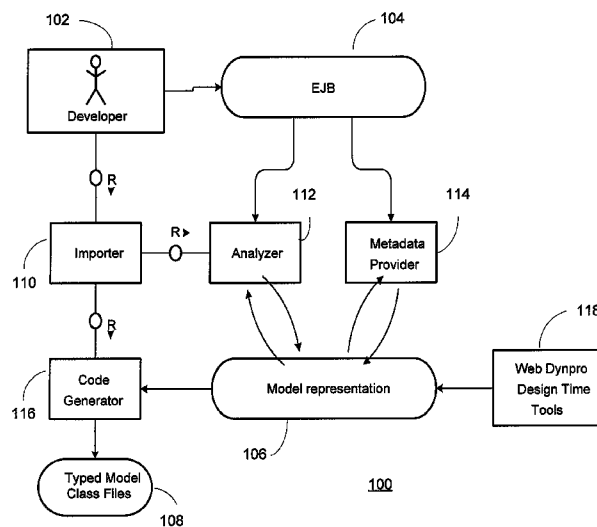 102
104
Developer
EJB
R
112
114
R
Importer
Analyzer
Metadata
Provider
110
R
118
Code
Generator
Model representation
Web Dynpro
Design Time
Tools
116
106
Typed Model
Class Files
100
108